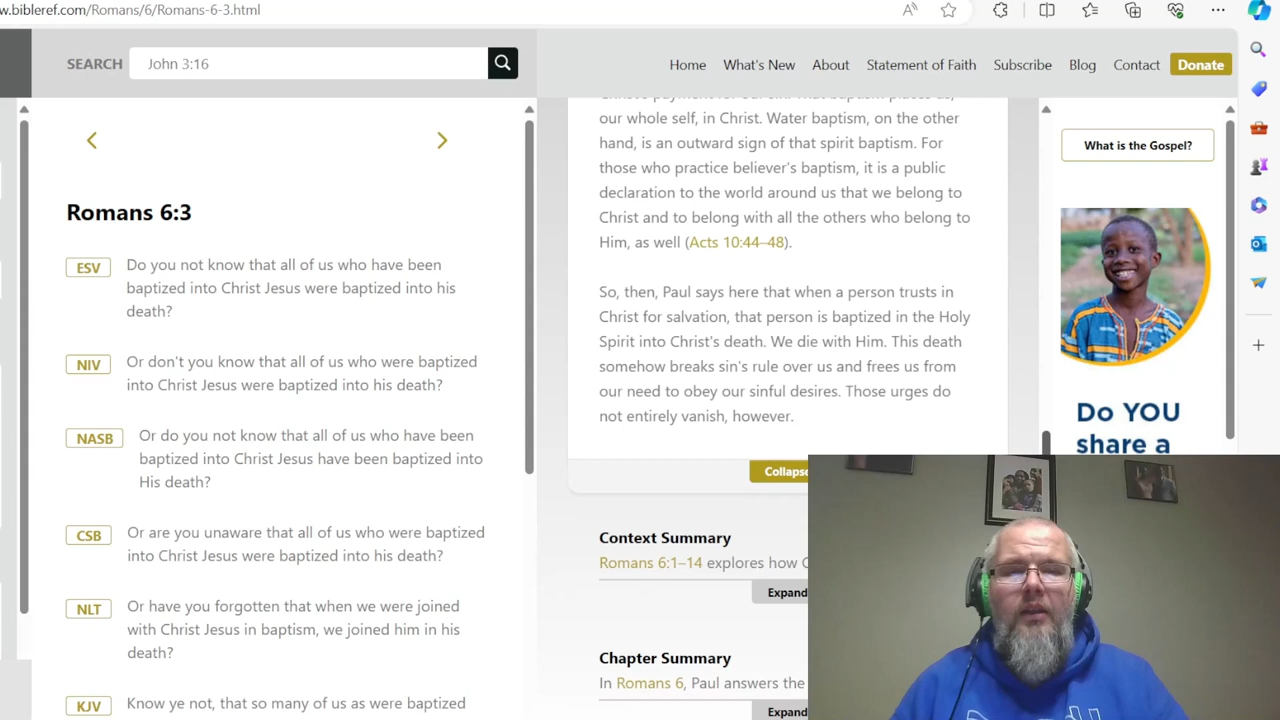 w.bibleref.com/Romans/6/Romans-6-3.html
SEARCH
John 3:16
Home
What's New
About
Statement of Faith
Subscribe
Blog
Contact
Donate
Romans 6:3
ESV
Do you not know that all of us who have been
baptized into Christ Jesus were baptized into his
death?
NIV
Or don't you know that all of us who were baptized
into Christ Jesus were baptized into his death?
NASB
Or do you not know that all of us who have been
baptized into Christ Jesus have been baptized into
His death?
CSB
Or are you unaware that all of us who were baptized
into Christ Jesus were baptized into his death?
NLT
Or have you forgotten that when we were joined
with Christ Jesus in baptism, we joined him in his
death?
KJV
Know ye not, that so many of us as were baptized
our whole self, in Christ. Water baptism, on the other
hand, is an outward sign of that spirit baptism. For
those who practice believer's baptism, it is a public
declaration to the world around us that we belong to
Christ and to belong with all the others who belong to
Him, as well (Acts 10:44–48).
So, then, Paul says here that when a person trusts in
Christ for salvation, that person is baptized in the Holy
Spirit into Christ's death. We die with Him. This death
somehow breaks sin's rule over us and frees us from
our need to obey our sinful desires. Those urges do
not entirely vanish, however.
Collapse
Context Summary
Romans 6:1–14 explores how
Expand
Chapter Summary
In Romans 6, Paul answers the
Expand
What is the Gospel?
Do YOU
share a